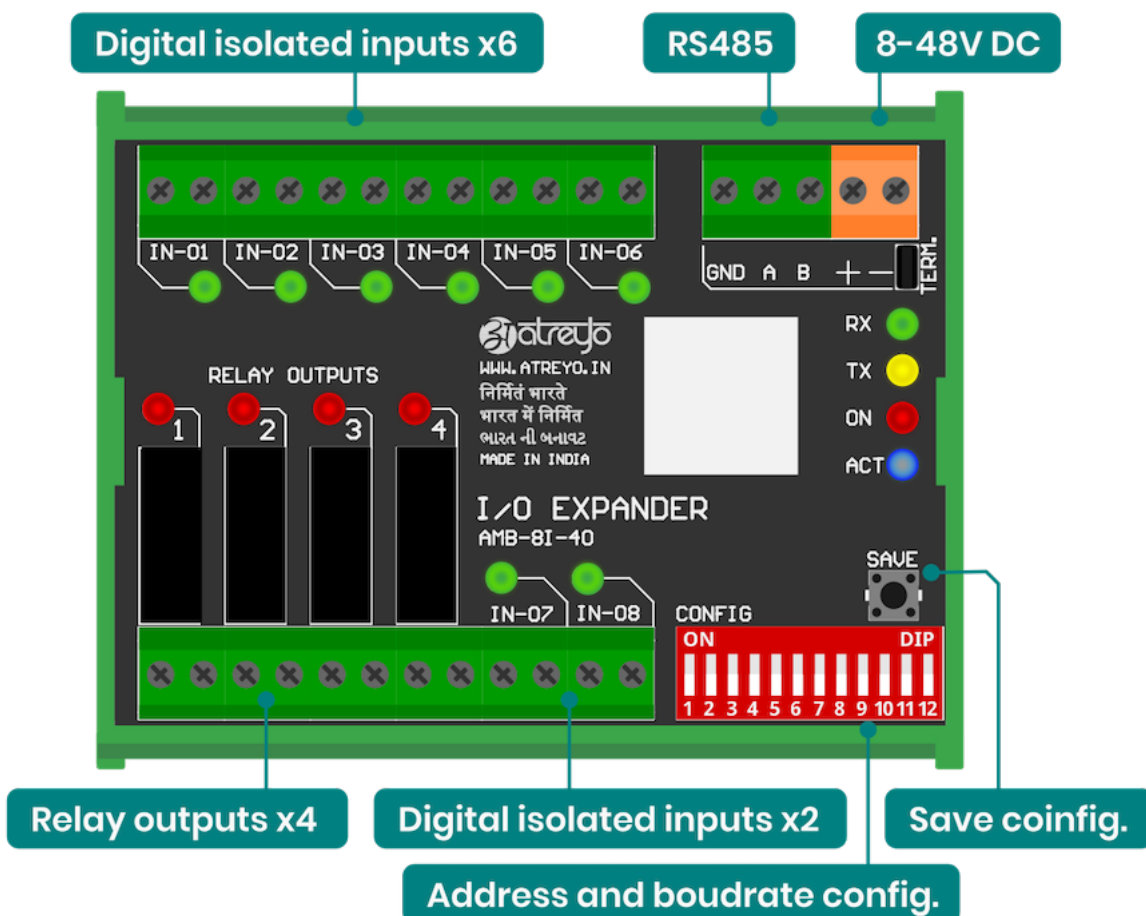 Digital isolated inputs x6
RS485
8-48V DC
IN-01 IN-02 IN-03 IN-04 IN-05 IN-06
GND A B + −
TERM.
RX
TX
ON
ACT
atreyo
WWW.ATREYO.IN
निर्मितं भारते
भारत में निर्मित
ભારત ની બનાવટ
MADE IN INDIA
RELAY OUTPUTS
1 2 3 4
I/O EXPANDER
AMB-8I-4O
IN-07 IN-08
SAVE
CONFIG
ON DIP
1 2 3 4 5 6 7 8 9 10 11 12
Relay outputs x4
Digital isolated inputs x2
Save coinfig.
Address and boudrate config.